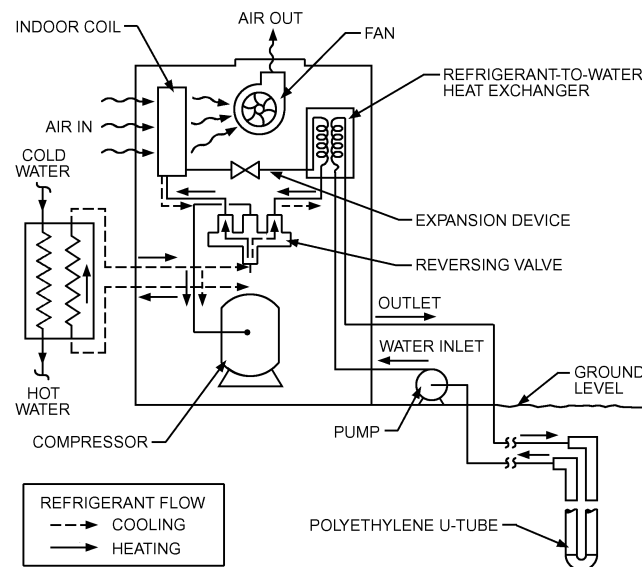 AIR OUT
INDOOR COIL
FAN
REFRIGERANT-TO-WATER
HEAT EXCHANGER
AIR IN
COLD
WATER
EXPANSION DEVICE
REVERSING VALVE
OUTLET
WATER INLET
GROUND
LEVEL
HOT
WATER
COMPRESSOR
PUMP
REFRIGERANT FLOW
COOLING
HEATING
POLYETHYLENE U-TUBE